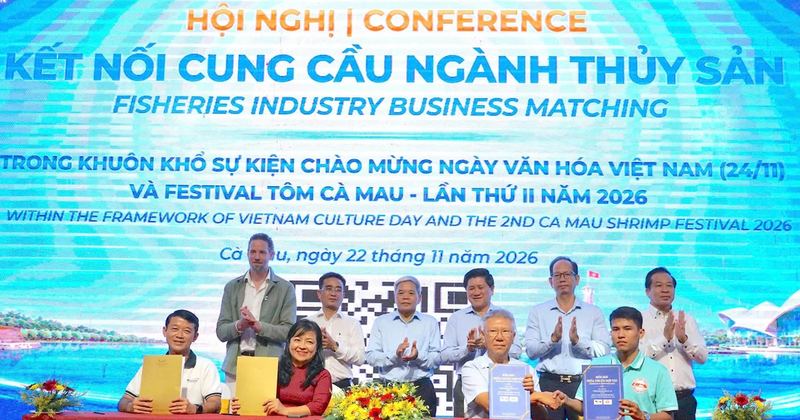 HỘI NGHỊ | CONFERENCE
KẾT NỐI CUNG CẦU NGÀNH THỦY SẢN
FISHERIES INDUSTRY BUSINESS MATCHING
TRONG KHUÔN KHỔ SỰ KIỆN CHÀO MỪNG NGÀY VĂN HÓA VIỆT NAM (24/11)
VÀ FESTIVAL TÔM CÀ MAU - LẦN THỨ II NĂM 2026
WITHIN THE FRAMEWORK OF VIETNAM CULTURE DAY AND THE 2ND CA MAU SHRIMP FESTIVAL 2026
Cà u, ngày 22 tháng 11 năm 2026